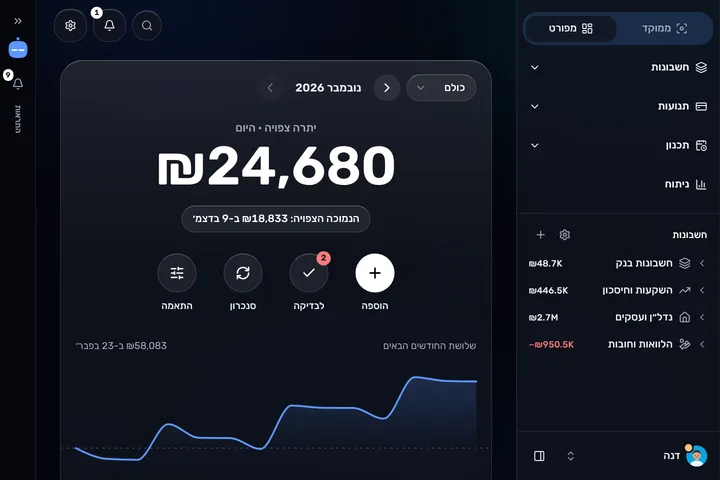 ממוקד
מפורט
חשבונות
תנועות
תכנון
ניתוח
חשבונות
חשבונות בנק
₪48.7K
השקעות וחיסכון
₪446.5K
נדל״ן ועסקים
₪2.7M
הלוואות וחובות
−₪950.5K
דנה
1
כולם
נובמבר 2026
יתרה צפויה · היום
₪24,680
הנמוכה הצפויה: ₪18,833 ב-9 בדצמ׳
הוספה
2
לבדיקה
סנכרון
התאמה
שלושת החודשים הבאים
₪58,083 ב-23 בפבר׳
9
התראות